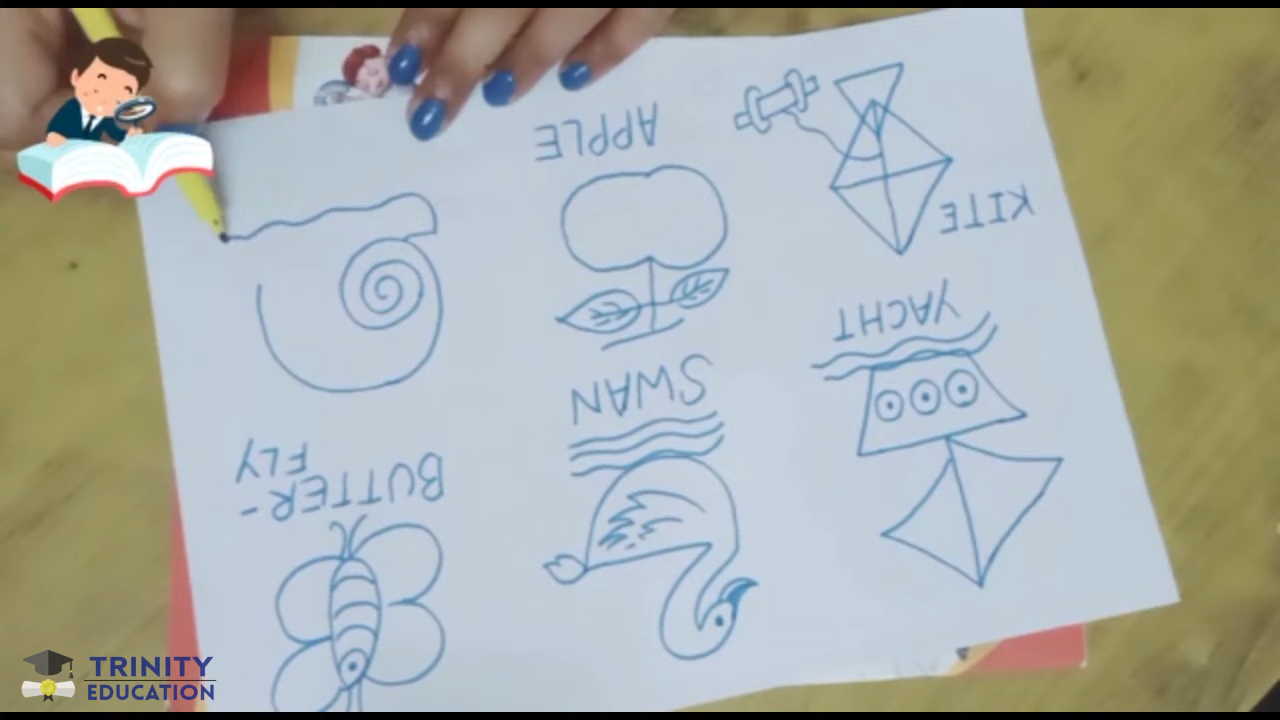 APPLE
KITE
YACHT
SWAN
BUTTER-
FLY
TRINITY
EDUCATION